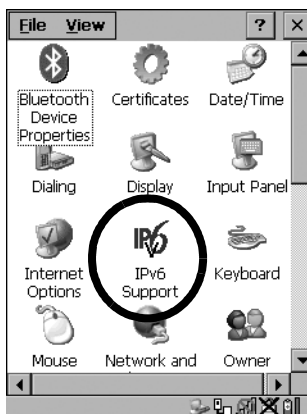 File View ? ×
Bluetooth Device Properties
Certificates
Date/Time
Dialing
Display
Input Panel
IPv6
Internet Options
IPv6 Support
Keyboard
Mouse
Network and
Owner